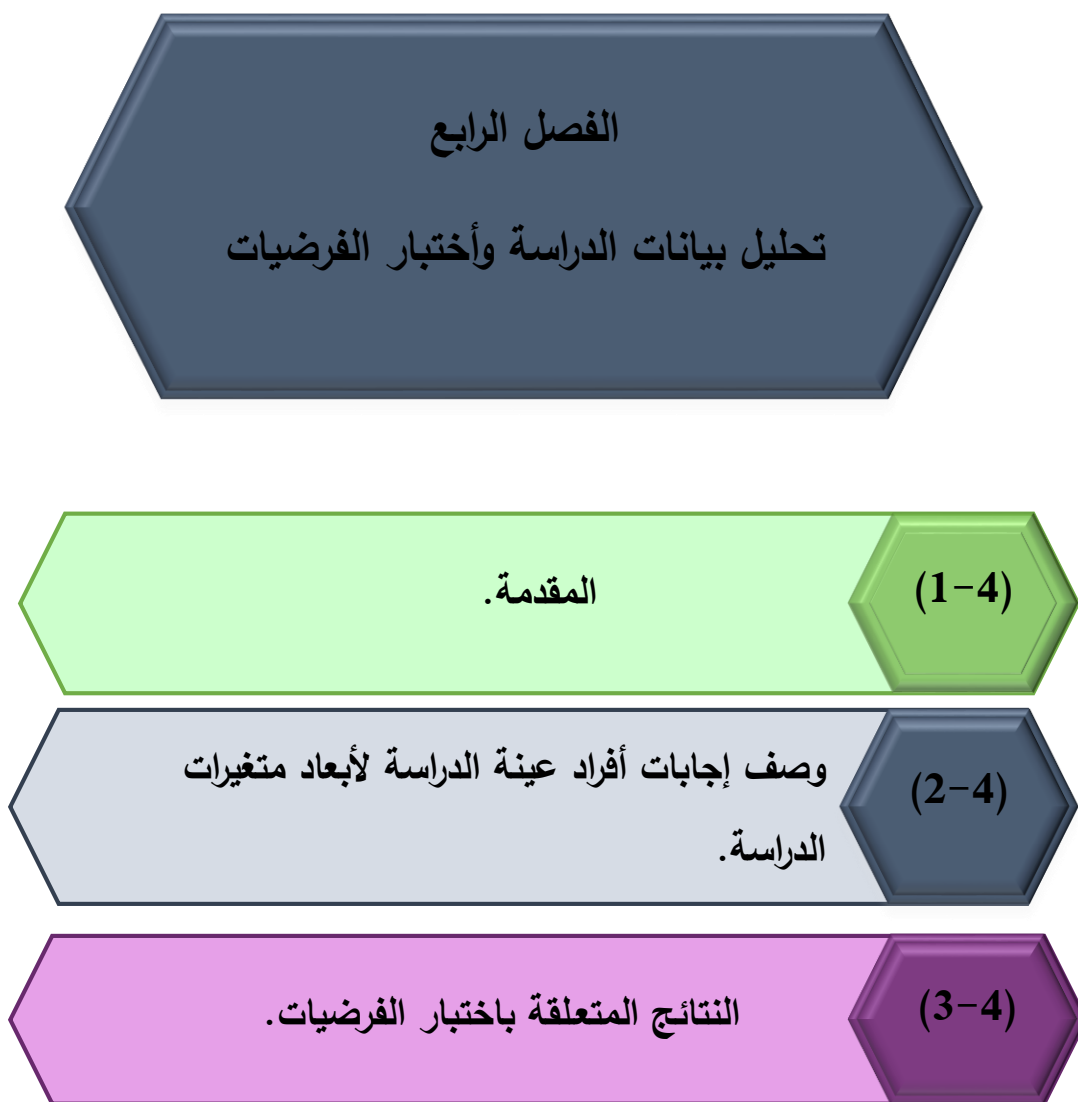 الفصل الرابع
تحليل بيانات الدراسة وأختبار الفرضيات
(1-4)
المقدمة.
(2-4)
وصف إجابات أفراد عينة الدراسة لأبعاد متغيرات
الدراسة.
(3-4)
النتائج المتعلقة باختبار الفرضيات.